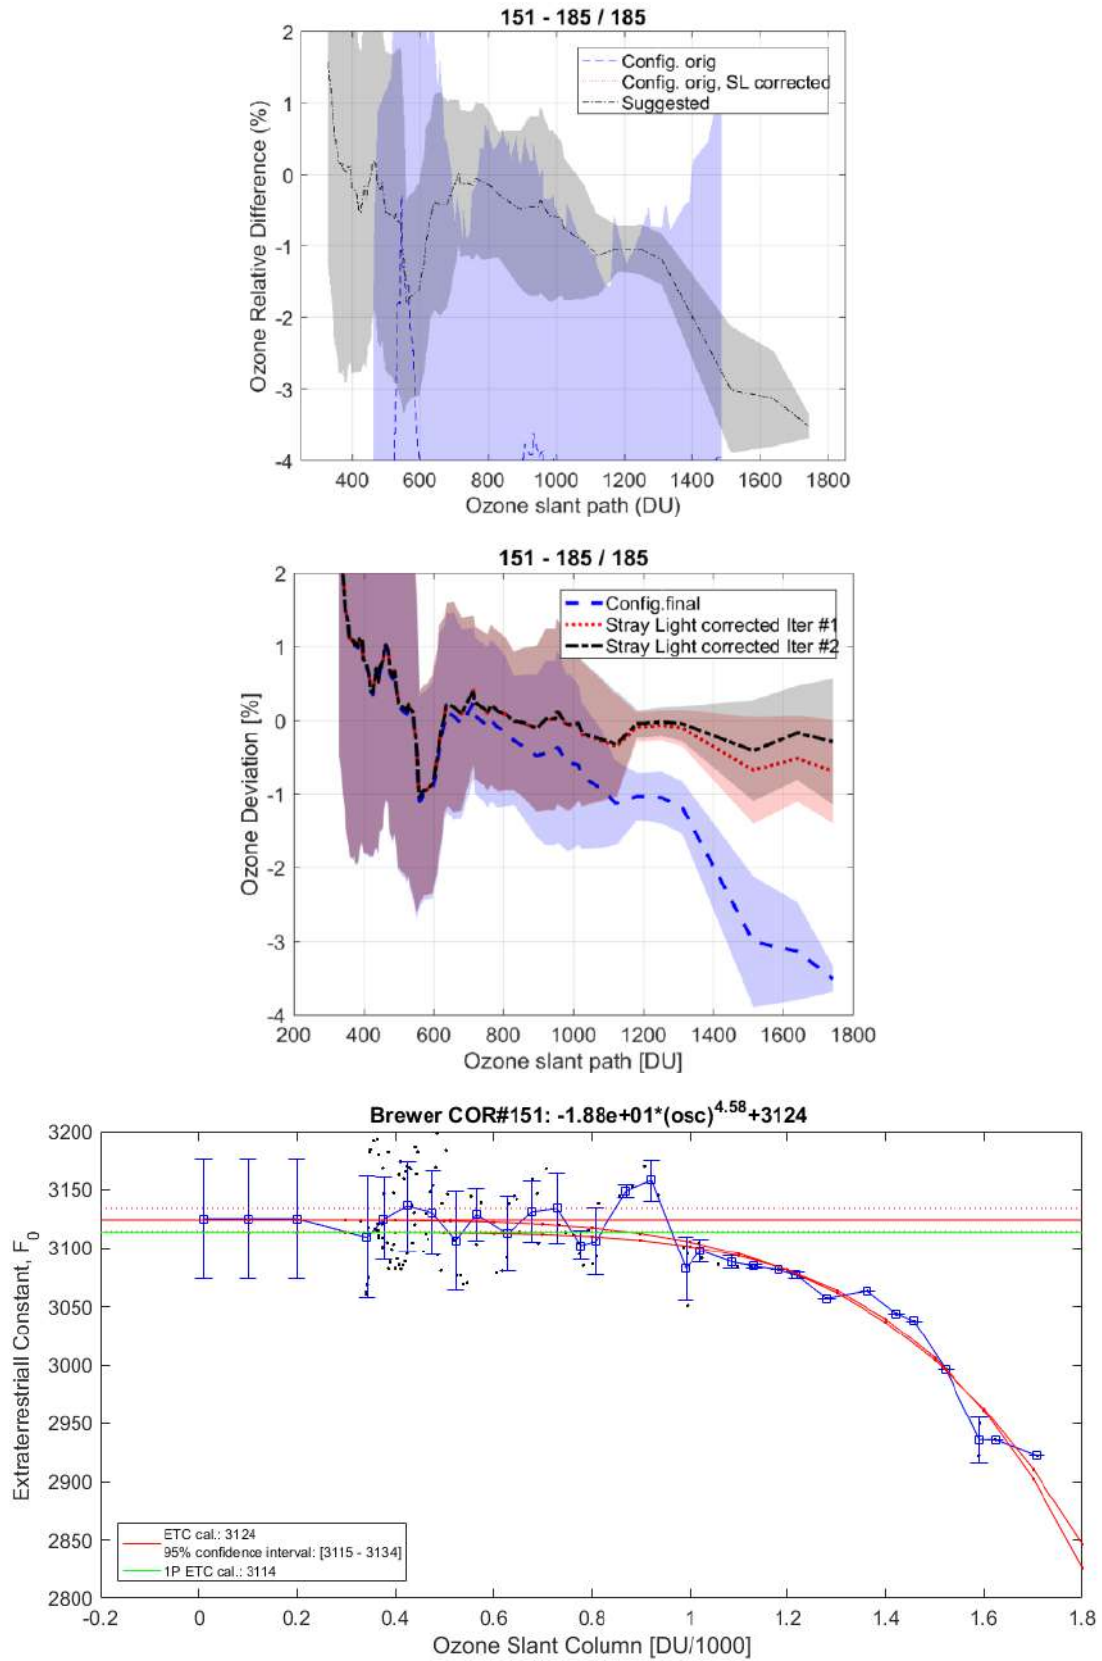 151 - 185 / 185
2
1
0
-1
-2
-3
-4
Ozone Relative Difference (%)
Config. orig
Config. orig, SL corrected
Suggested
400 600 800 1000 1200 1400 1600 1800
Ozone slant path (DU)
151 - 185 / 185
2
1
0
-1
-2
-3
-4
Ozone Deviation [%]
Config.final
Stray Light corrected Iter #1
Stray Light corrected Iter #2
200 400 600 800 1000 1200 1400 1600 1800
Ozone slant path [DU]
Brewer COR#151: -1.88e+01*(osc)^4.58+3124
3200
3150
3100
3050
3000
2950
2900
2850
2800
Extraterrestriall Constant, F_0
ETC cal.: 3124
95% confidence interval: [3115 - 3134]
1P ETC cal.: 3114
-0.2 0 0.2 0.4 0.6 0.8 1 1.2 1.4 1.6 1.8
Ozone Slant Column [DU/1000]